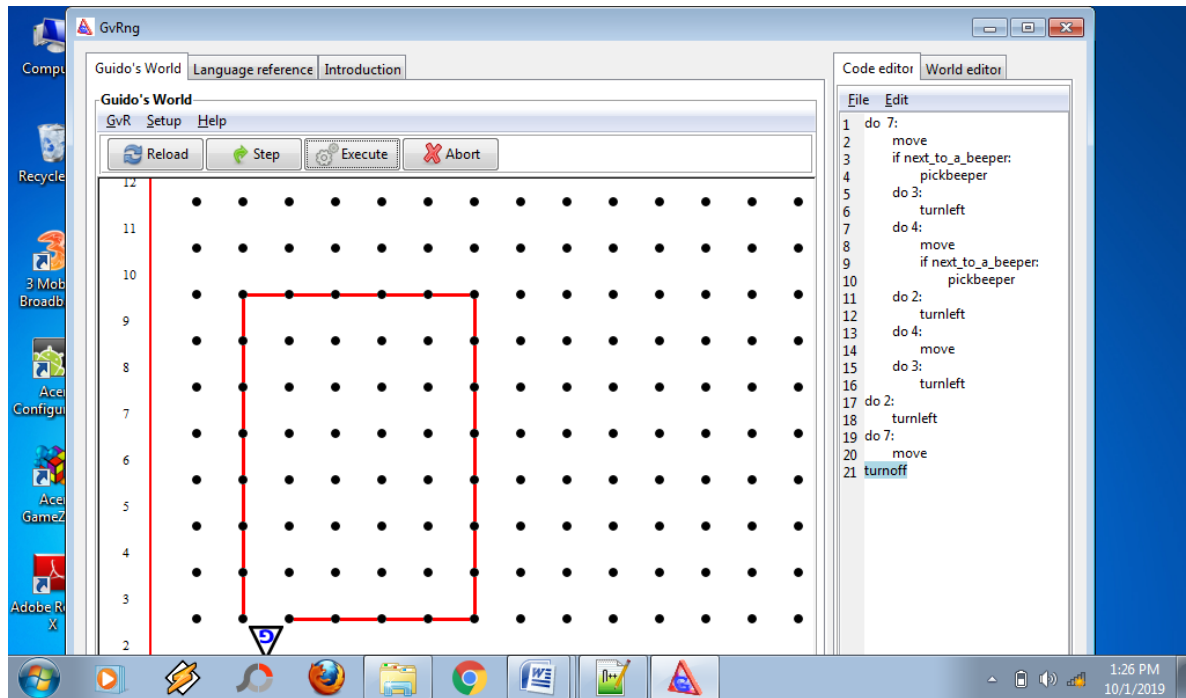 GvRng
Compu
Guido's World Language reference Introduction
Code editor World editor
Guido's World
GvR Setup Help
File Edit
Reload Step Execute Abort
Recycle
3 Mob
Broadb
Acer
Configu
Acer
GameZ
Adobe Re
X
12
11
10
9
8
7
6
5
4
3
2
G
1 do 7:
2 move
3 if next_to_a_beeper:
4 pickbeeper
5 do 3:
6 turnleft
7 do 4:
8 move
9 if next_to_a_beeper:
10 pickbeeper
11 do 2:
12 turnleft
13 do 4:
14 move
15 do 3:
16 turnleft
17 do 2:
18 turnleft
19 do 7:
20 move
21 turnoff
1:26 PM
10/1/2019